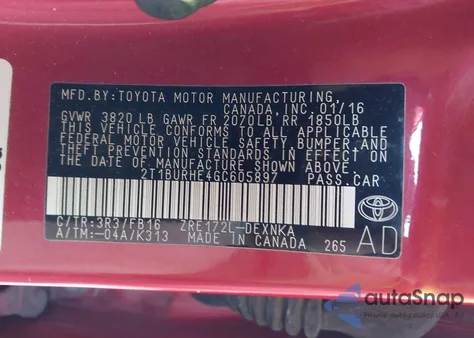 MFD.BY:TOYOTA MOTOR MANUFACTURING,
CANADA, INC. 01/16
GVWR 3820 LB GAWR FR 2070LB RR 1850LB
THIS VEHICLE CONFORMS TO ALL APPLICABLE
FEDERAL MOTOR VEHICLE SAFETY, BUMPER, AND
THEFT PREVENTION STANDARDS IN EFFECT ON
THE DATE OF MANUFACTURE SHOWN ABOVE.
2T1BURHE4GC605897 PASS.CAR
C/TR:3R3/FB16 ZRE172L-DEXNKA
A/TM:-04A/K313 MADE IN CANADA 265
AD
TOYOTA
autaSnap